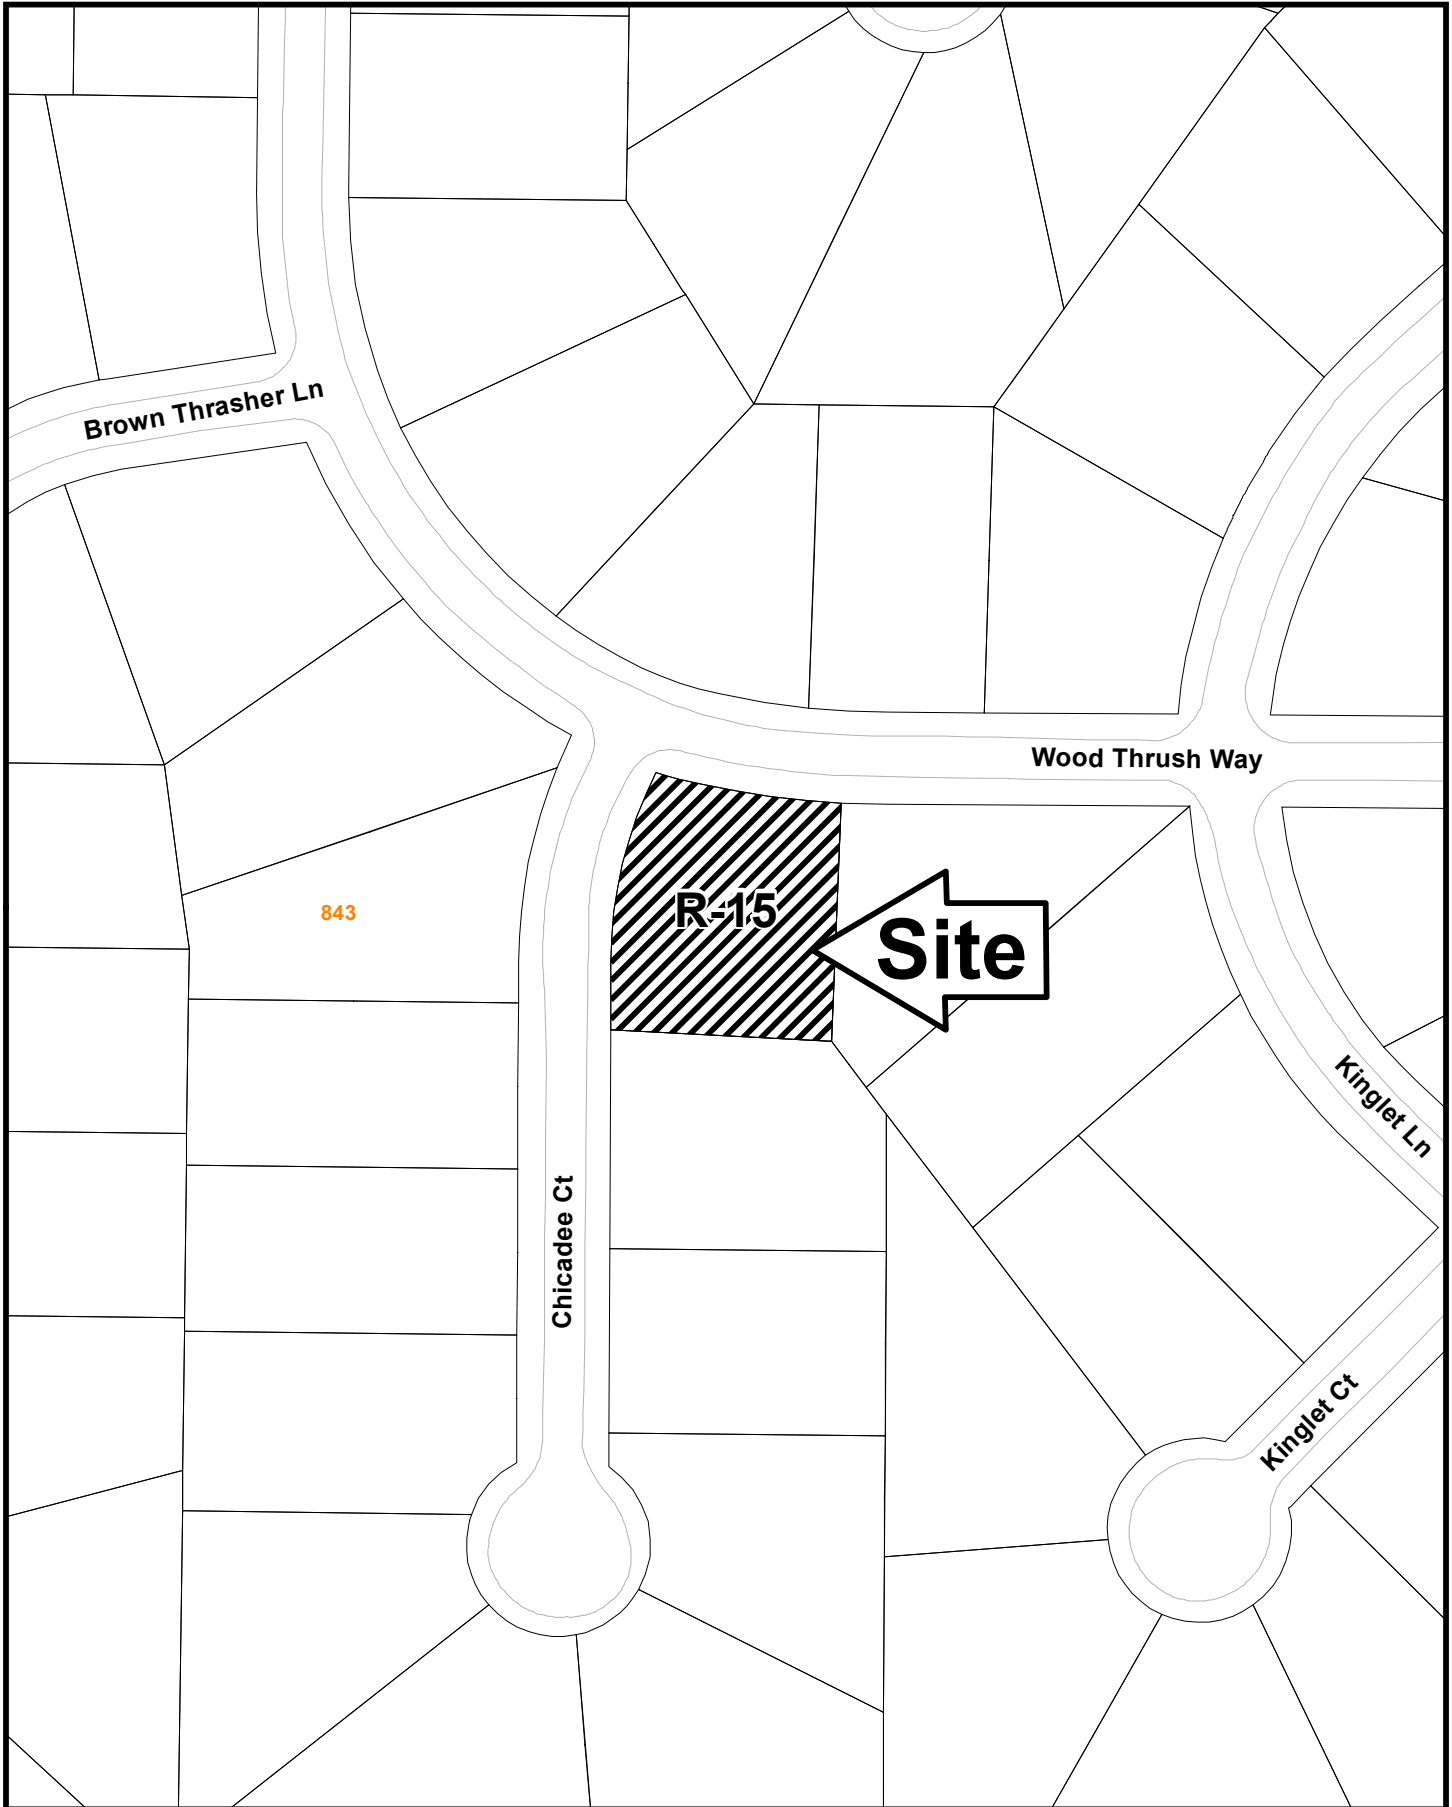 Brown Thrasher Ln
Wood Thrush Way
843
R-15
Site
Kinglet Ln
Chicadee Ct
Kinglet Ct